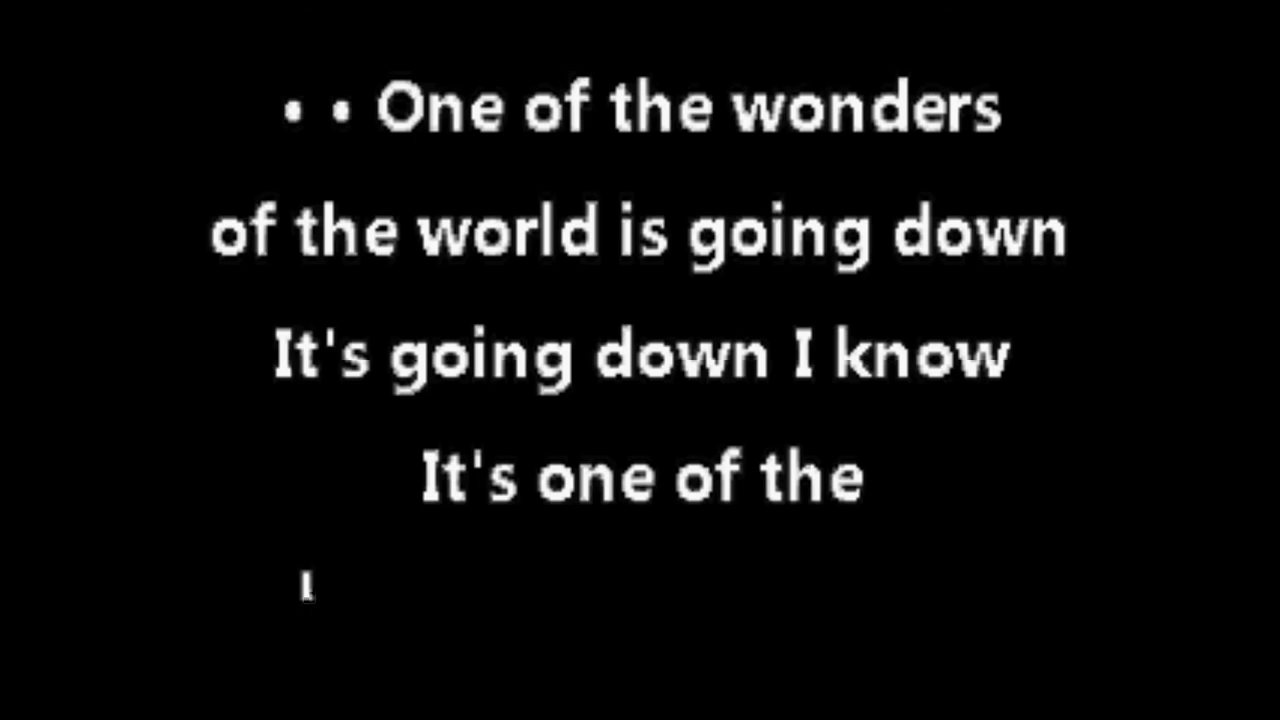 • • One of the wonders
of the world is going down
It's going down I know
It's one of the